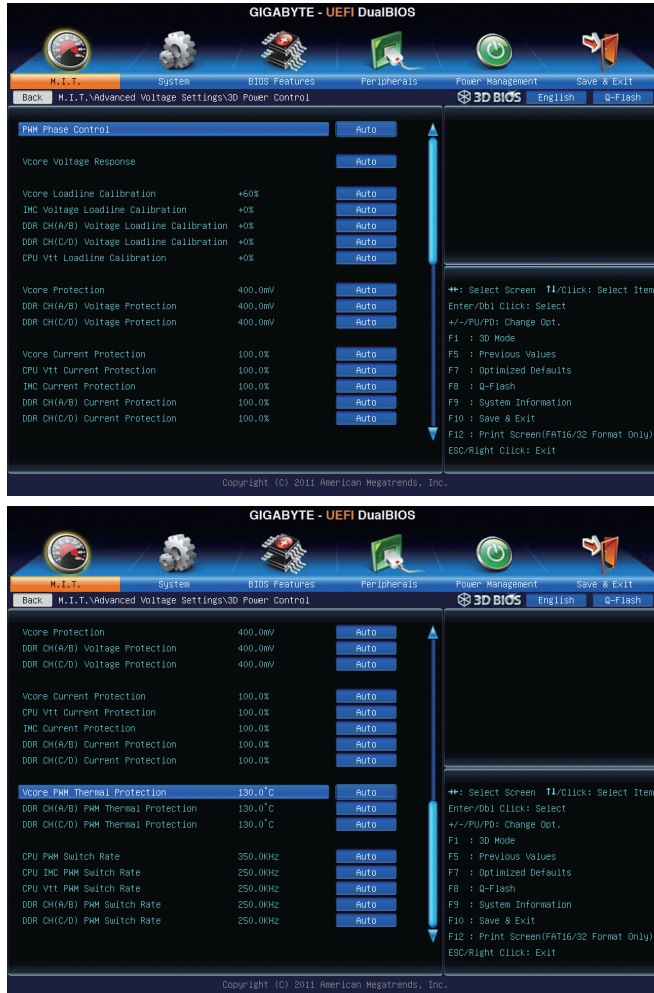 GIGABYTE - UEFI DualBIOS
M.I.T. System BIOS Features Peripherals Power Management Save & Exit
Back M.I.T.\Advanced Voltage Settings\3D Power Control 3D BIOS English Q-Flash
PWM Phase Control Auto
Vcore Voltage Response Auto
Vcore Loadline Calibration +60% Auto
IMC Voltage Loadline Calibration +0% Auto
DDR CH(A/B) Voltage Loadline Calibration +0% Auto
DDR CH(C/D) Voltage Loadline Calibration +0% Auto
CPU Vtt Loadline Calibration +0% Auto
Vcore Protection 400.0mV Auto
DDR CH(A/B) Voltage Protection 400.0mV Auto
DDR CH(C/D) Voltage Protection 400.0mV Auto
Vcore Current Protection 100.0% Auto
CPU Vtt Current Protection 100.0% Auto
IMC Current Protection 100.0% Auto
DDR CH(A/B) Current Protection 100.0% Auto
DDR CH(C/D) Current Protection 100.0% Auto
→←: Select Screen ↑↓/Click: Select Item
Enter/Dbl Click: Select
+/-/PU/PD: Change Opt.
F1 : 3D Mode
F5 : Previous Values
F7 : Optimized Defaults
F8 : Q-Flash
F9 : System Information
F10 : Save & Exit
F12 : Print Screen(FAT16/32 Format Only)
ESC/Right Click: Exit
Copyright (C) 2011 American Megatrends, Inc.
GIGABYTE - UEFI DualBIOS
M.I.T. System BIOS Features Peripherals Power Management Save & Exit
Back M.I.T.\Advanced Voltage Settings\3D Power Control 3D BIOS English Q-Flash
Vcore Protection 400.0mV Auto
DDR CH(A/B) Voltage Protection 400.0mV Auto
DDR CH(C/D) Voltage Protection 400.0mV Auto
Vcore Current Protection 100.0% Auto
CPU Vtt Current Protection 100.0% Auto
IMC Current Protection 100.0% Auto
DDR CH(A/B) Current Protection 100.0% Auto
DDR CH(C/D) Current Protection 100.0% Auto
Vcore PWM Thermal Protection 130.0˚C Auto
DDR CH(A/B) PWM Thermal Protection 130.0˚C Auto
DDR CH(C/D) PWM Thermal Protection 130.0˚C Auto
CPU PWM Switch Rate 350.0KHz Auto
CPU IMC PWM Switch Rate 250.0KHz Auto
CPU Vtt PWM Switch Rate 250.0KHz Auto
DDR CH(A/B) PWM Switch Rate 250.0KHz Auto
DDR CH(C/D) PWM Switch Rate 250.0KHz Auto
→←: Select Screen ↑↓/Click: Select Item
Enter/Dbl Click: Select
+/-/PU/PD: Change Opt.
F1 : 3D Mode
F5 : Previous Values
F7 : Optimized Defaults
F8 : Q-Flash
F9 : System Information
F10 : Save & Exit
F12 : Print Screen(FAT16/32 Format Only)
ESC/Right Click: Exit
Copyright (C) 2011 American Megatrends, Inc.